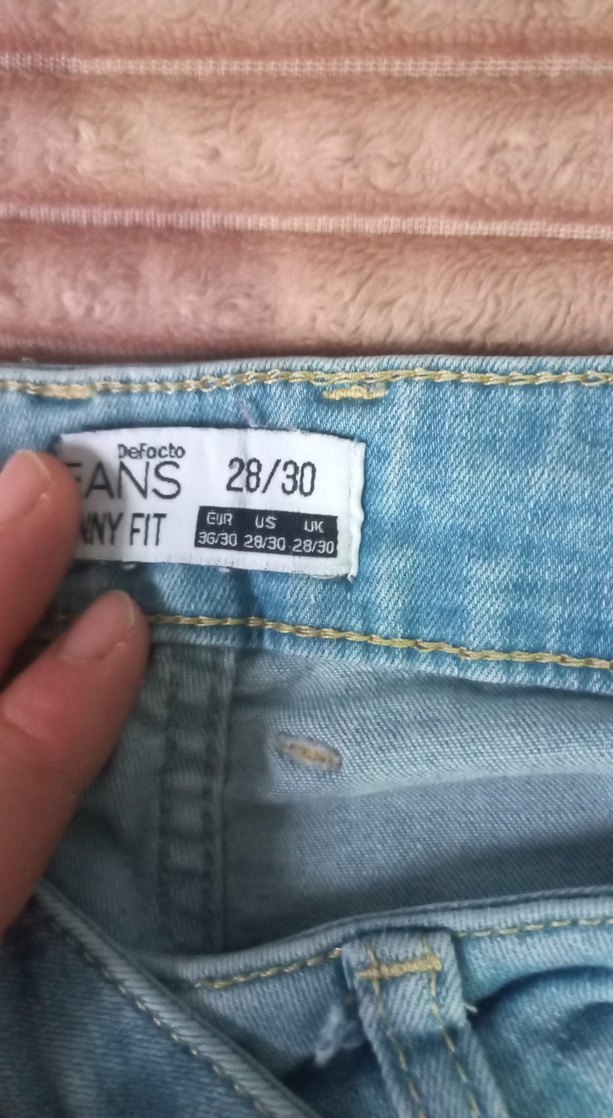 DeFacto
EANS 28/30
NNY FIT
EUR US UK
36/30 28/30 28/30